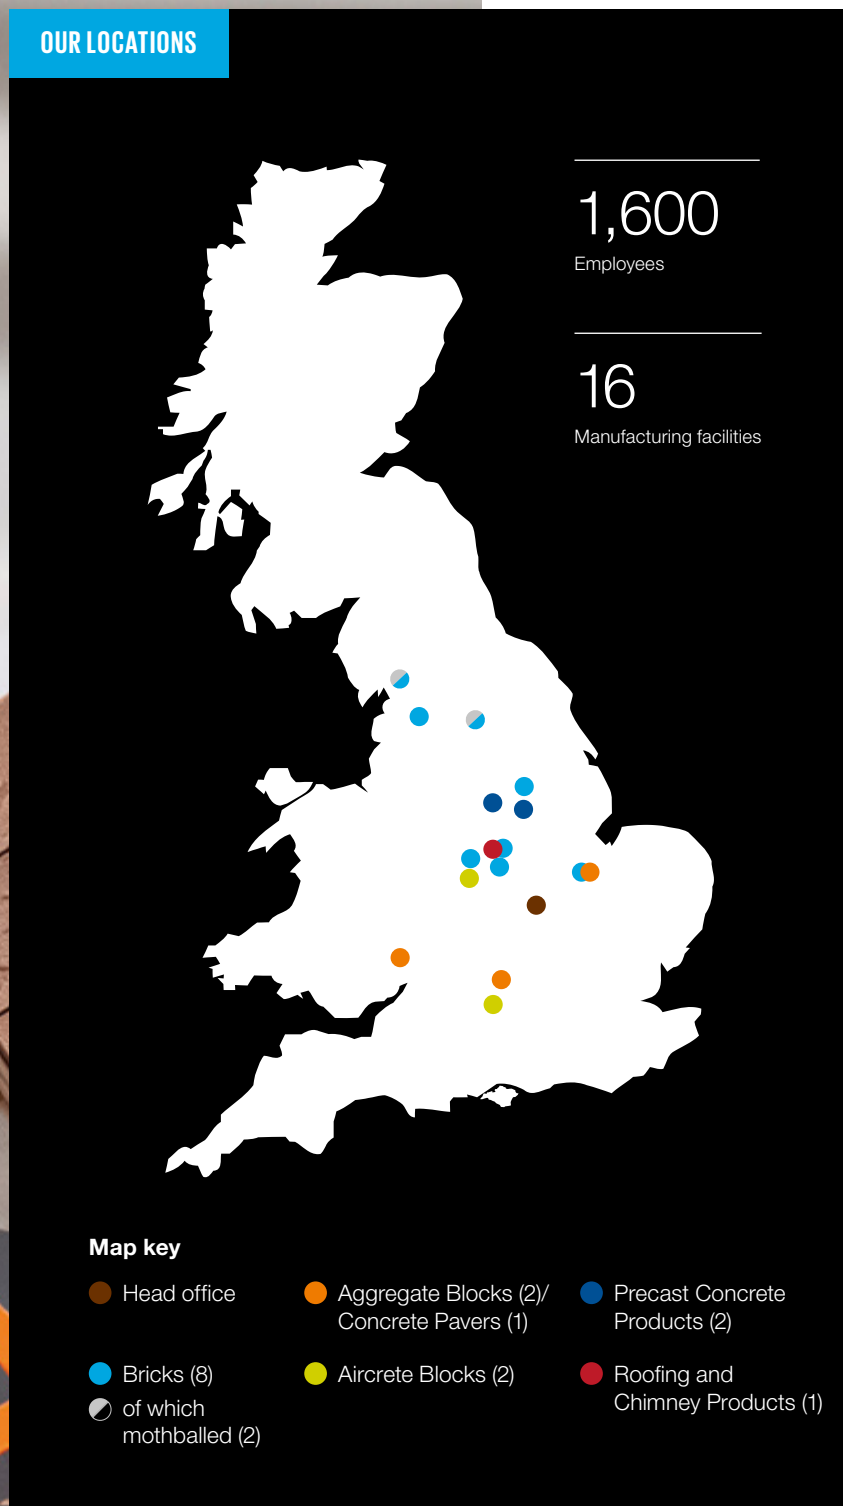 OUR LOCATIONS
1,600
Employees
16
Manufacturing facilities
Map key
Head office
Aggregate Blocks (2)/
Concrete Pavers (1)
Precast Concrete
Products (2)
Bricks (8)
of which
mothballed (2)
Aircrete Blocks (2)
Roofing and
Chimney Products (1)